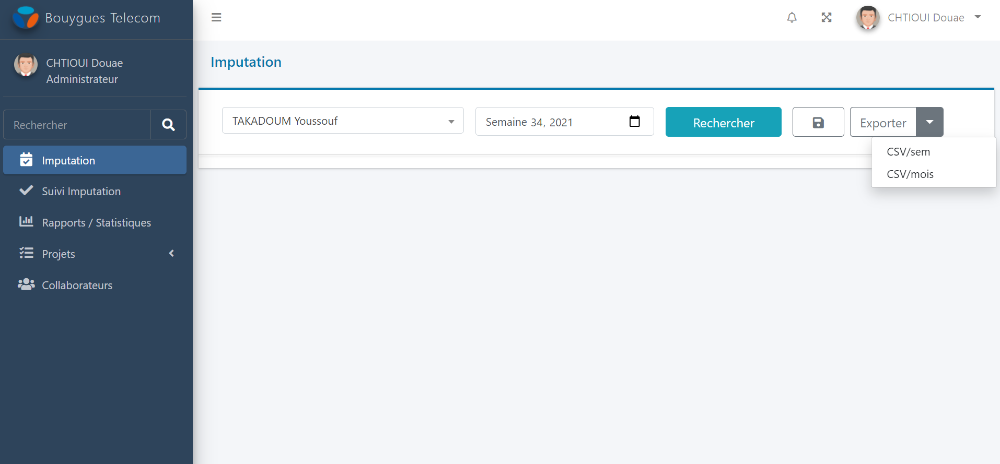 Bouygues Telecom
CHTIOUI Douae
CHTIOUI Douae
Administrateur
Rechercher
Imputation
Suivi Imputation
Rapports / Statistiques
Projets
Collaborateurs
Imputation
TAKADOUM Youssouf
Semaine 34, 2021
Rechercher
Exporter
CSV/sem
CSV/mois